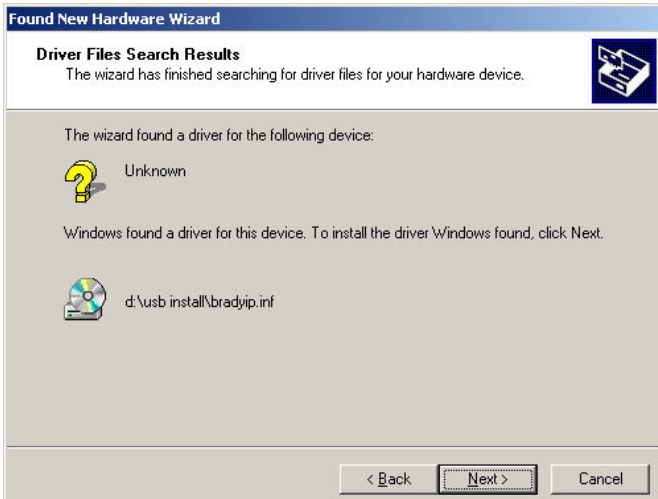 Found New Hardware Wizard
Driver Files Search Results
The wizard has finished searching for driver files for your hardware device.
The wizard found a driver for the following device:
Unknown
Windows found a driver for this device. To install the driver Windows found, click Next.
d:\usb install\bradyip.inf
< Back
Next >
Cancel